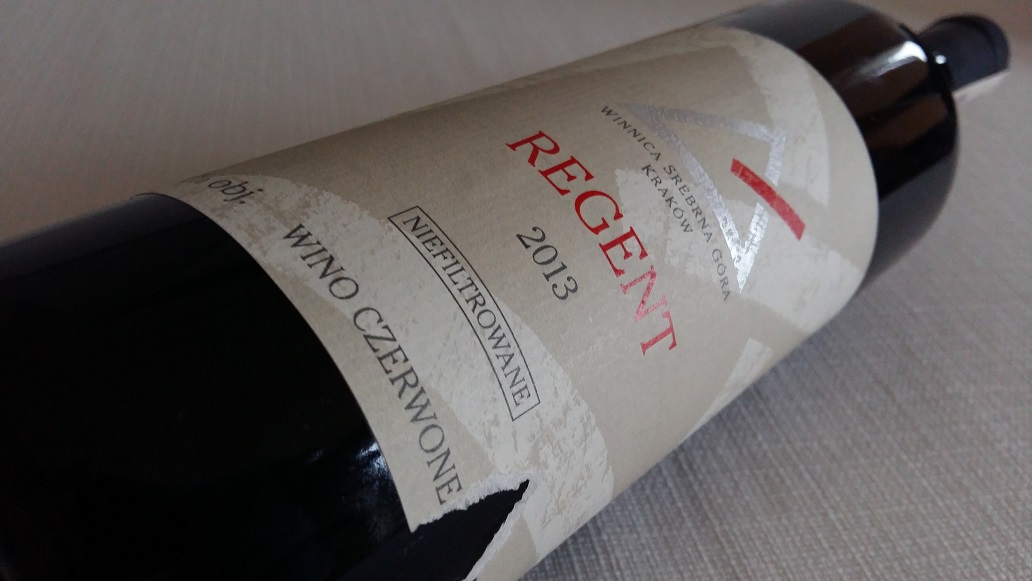 WINNICA SREBRNA GÓRA
KRAKÓW
REGENT
2013
NIEFILTROWANE
WINO CZERWONE
obj.